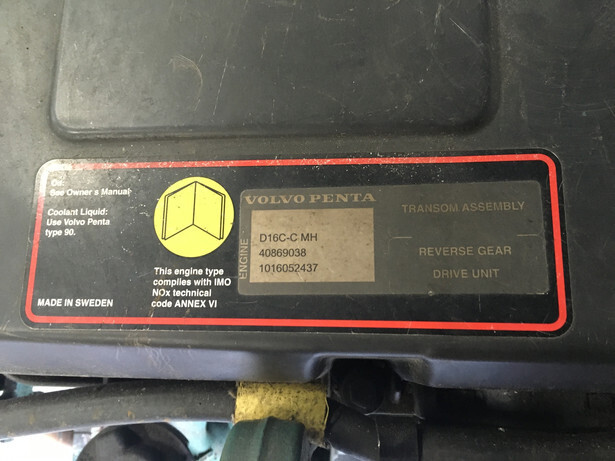 Oil:
See Owner's Manual
Coolant Liquid:
Use Volvo Penta
type 90.
MADE IN SWEDEN
This engine type
complies with IMO
NOx technical
code ANNEX VI
VOLVO PENTA
ENGINE
D16C-C MH
40869038
1016052437
TRANSOM ASSEMBLY
REVERSE GEAR
DRIVE UNIT